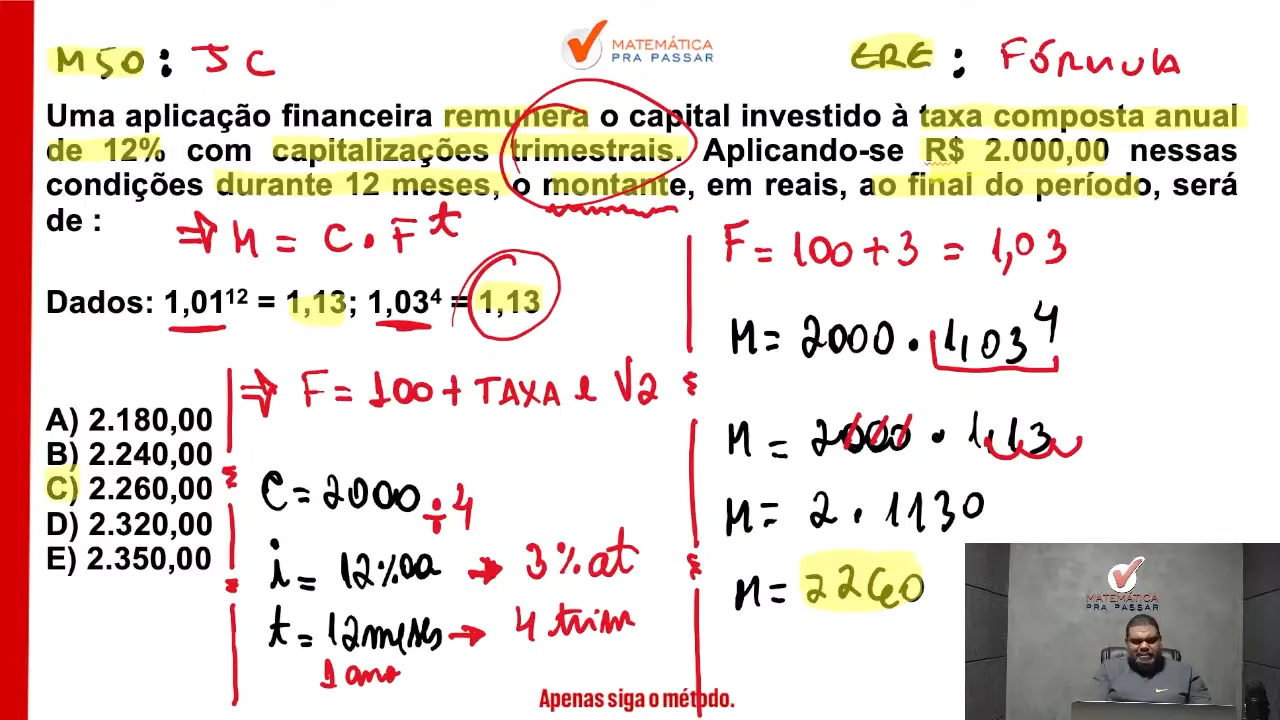 M50 : JC
MATEMÁTICA
PRA PASSAR
ERE : FÓRMULA
Uma aplicação financeira remunera o capital investido à taxa composta anual
de 12% com capitalizações trimestrais. Aplicando-se R$ 2.000,00 nessas
condições durante 12 meses, o montante, em reais, ao final do período, será
de :
⇒ M = C . F^t
Dados: 1,01¹² = 1,13; 1,03⁴ = 1,13
⇒ F = 100 + TAXA e V2
A) 2.180,00
B) 2.240,00
C) 2.260,00
D) 2.320,00
E) 2.350,00
C = 2000 ÷ 4
i = 12%aa → 3% at
t = 12 meses → 4 trim
1 ano
F = 100 + 3 = 1,03
M = 2000 . 1,03⁴
M = 2000 . 1,13
M = 2 . 1130
M = 2260
MATEMÁTICA
PRA PASSAR
Apenas siga o método.